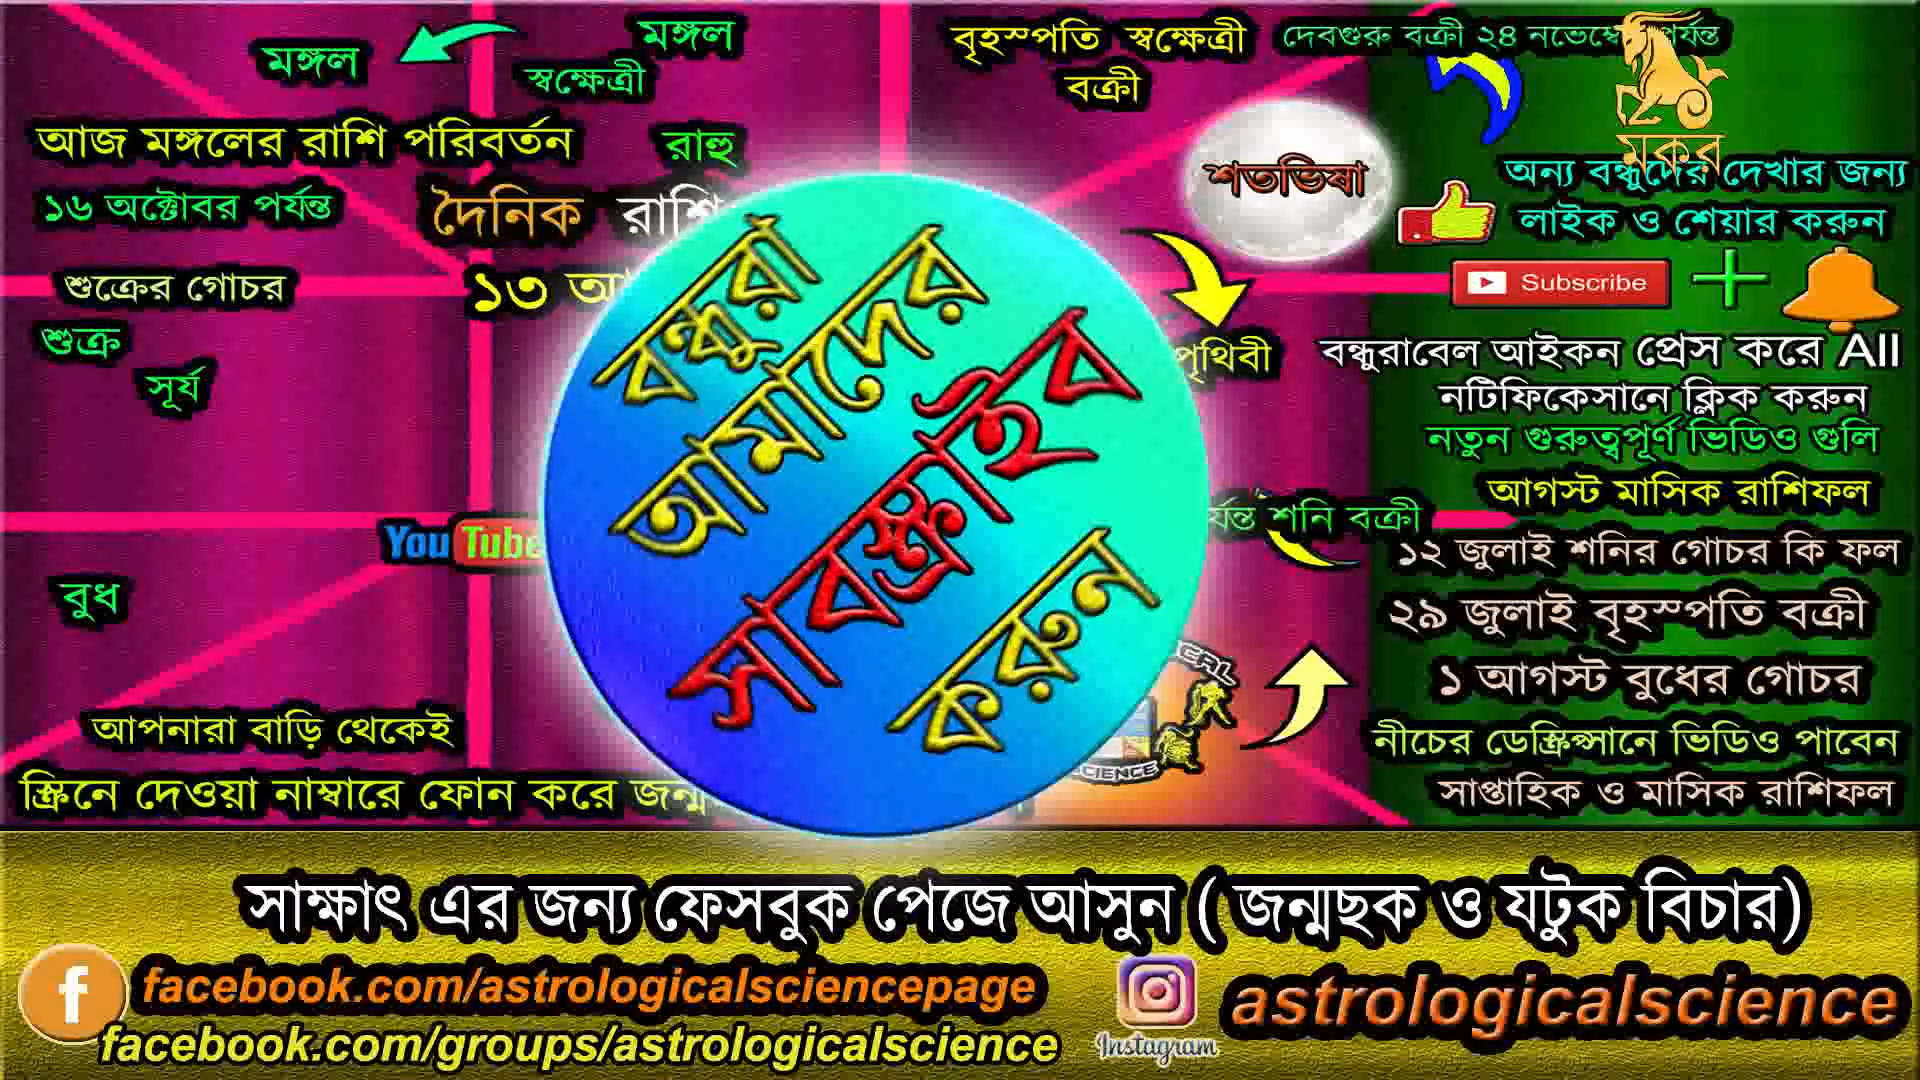 মঙ্গল
মঙ্গল
স্বক্ষেত্রী
বৃহস্পতি স্বক্ষেত্রী
বক্রী
দেবগুরু বক্রী ২৪
মকর
আজ মঙ্গলের রাশি পরিবর্তন
রাহু
১৬ অক্টোবর পর্যন্ত
দৈনিক
শতভিষা
অন্য বন্ধুদের দেখার জন্য
লাইক ও শেয়ার করুন
Subscribe
শুক্রের গোচর
১৩
শুক্র
সূর্য
পৃথিবী
বন্ধুরা
আমাদের
সাবস্ক্রাইব
করুন
বন্ধুরাবেল আইকন প্রেস করে All
নটিফিকেসানে ক্লিক করুন
নতুন গুরুত্বপূর্ণ ভিডিও গুলি
আগস্ট মাসিক রাশিফল
শনি বক্রী
১২ জুলাই শনির গোচর কি ফল
YouTube
বুধ
২৯ জুলাই বৃহস্পতি বক্রী
১ আগস্ট বুধের গোচর
আপনারা বাড়ি থেকেই
নীচের ডেস্ক্রিপ্সানে ভিডিও পাবেন
SCIENCE
স্ক্রিনে দেওয়া নাম্বারে ফোন করে
সাপ্তাহিক ও মাসিক রাশিফল
সাক্ষাৎ এর জন্য ফেসবুক পেজে আসুন ( জন্মছক ও যটুক বিচার)
facebook.com/astrologicalsciencepage
astrologicalscience
facebook.com/groups/astrologicalscience
Instagram